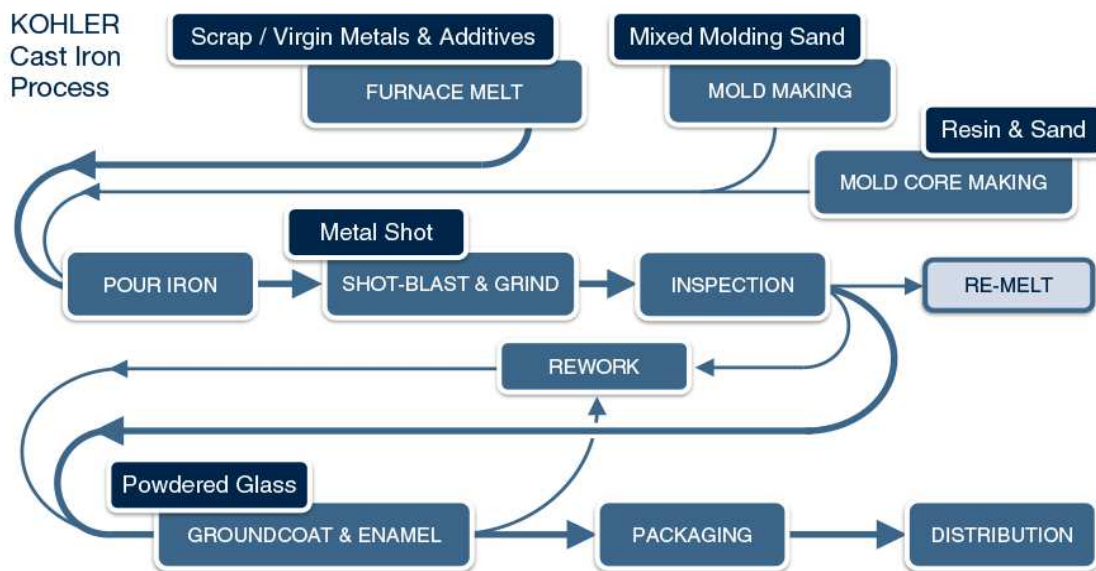 KOHLER
Cast Iron
Process
Scrap / Virgin Metals & Additives
FURNACE MELT
Mixed Molding Sand
MOLD MAKING
Resin & Sand
MOLD CORE MAKING
Metal Shot
POUR IRON
SHOT-BLAST & GRIND
INSPECTION
RE-MELT
REWORK
Powdered Glass
GROUNDCOAT & ENAMEL
PACKAGING
DISTRIBUTION